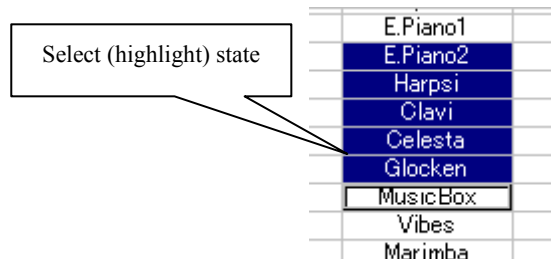 Select (highlight) state
E.Piano1
E.Piano2
Harpsi
Clavi
Celesta
Glocken
MusicBox
Vibes
Marimba